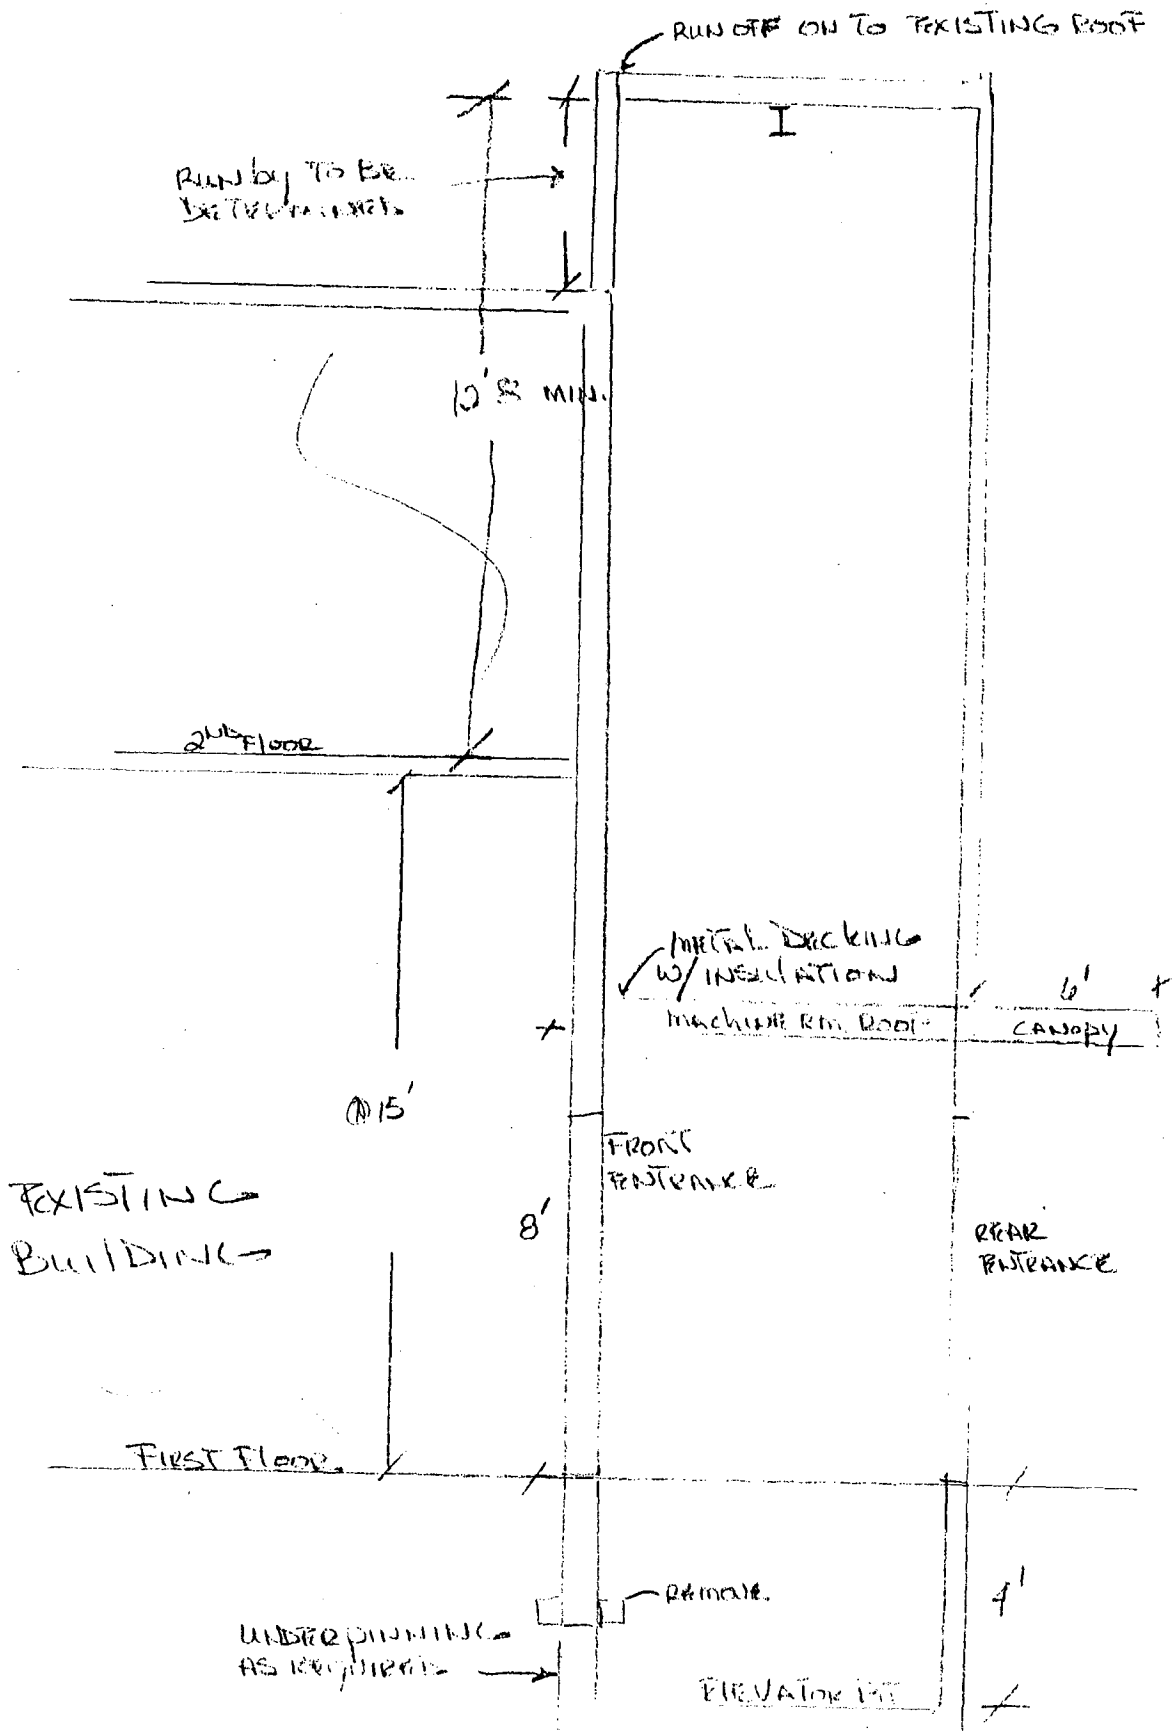 RUN OFF ON TO EXISTING ROOF
I
RUN by TO BE
DETERMINED
12'8 MIN.
2ND FLOOR
METAL DECKING
W/ INSULATION
MACHINE RM. ROOF
6'
CANOPY
@15'
FRONT
ENTRANCE
EXISTING
BUILDING
8'
REAR
ENTRANCE
FIRST FLOOR
REMOVE
4'
UNDERPINNING
AS REQUIRED
ELEVATOR PIT